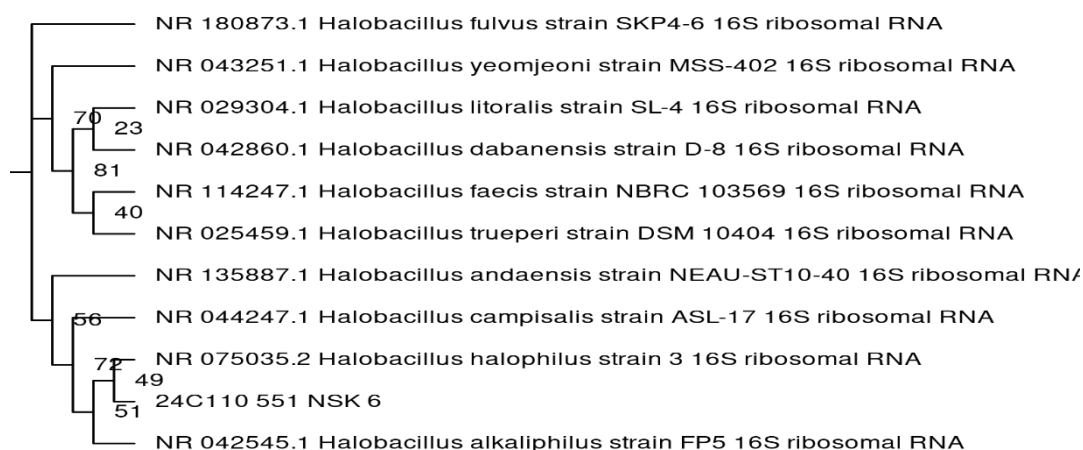 NR 180873.1 Halobacillus fulvus strain SKP4-6 16S ribosomal RNA
NR 043251.1 Halobacillus yeomjeoni strain MSS-402 16S ribosomal RNA
NR 029304.1 Halobacillus litoralis strain SL-4 16S ribosomal RNA
70
23
NR 042860.1 Halobacillus dabanensis strain D-8 16S ribosomal RNA
81
NR 114247.1 Halobacillus faecis strain NBRC 103569 16S ribosomal RNA
40
NR 025459.1 Halobacillus trueperi strain DSM 10404 16S ribosomal RNA
NR 135887.1 Halobacillus andaensis strain NEAU-ST10-40 16S ribosomal RNA
56
NR 044247.1 Halobacillus campisalis strain ASL-17 16S ribosomal RNA
72
NR 075035.2 Halobacillus halophilus strain 3 16S ribosomal RNA
49
24C110 551 NSK 6
51
NR 042545.1 Halobacillus alkaliphilus strain FP5 16S ribosomal RNA